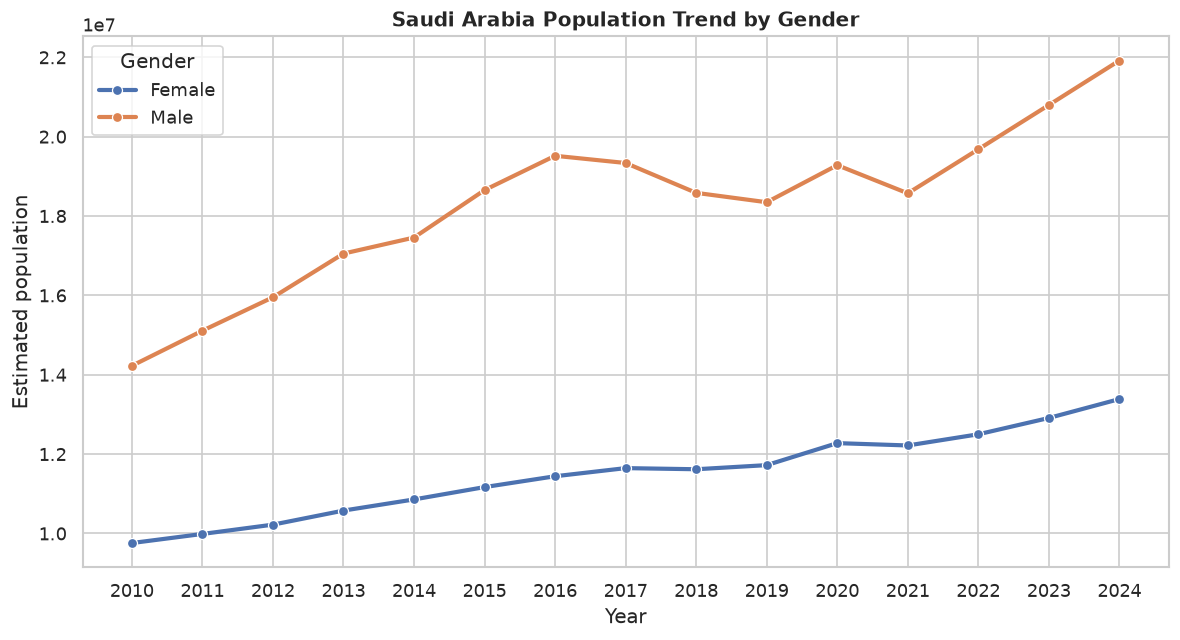 Saudi Arabia Population Trend by Gender
1e7
Gender
Female
Male
Estimated population
2.2
2.0
1.8
1.6
1.4
1.2
1.0
2010 2011 2012 2013 2014 2015 2016 2017 2018 2019 2020 2021 2022 2023 2024
Year